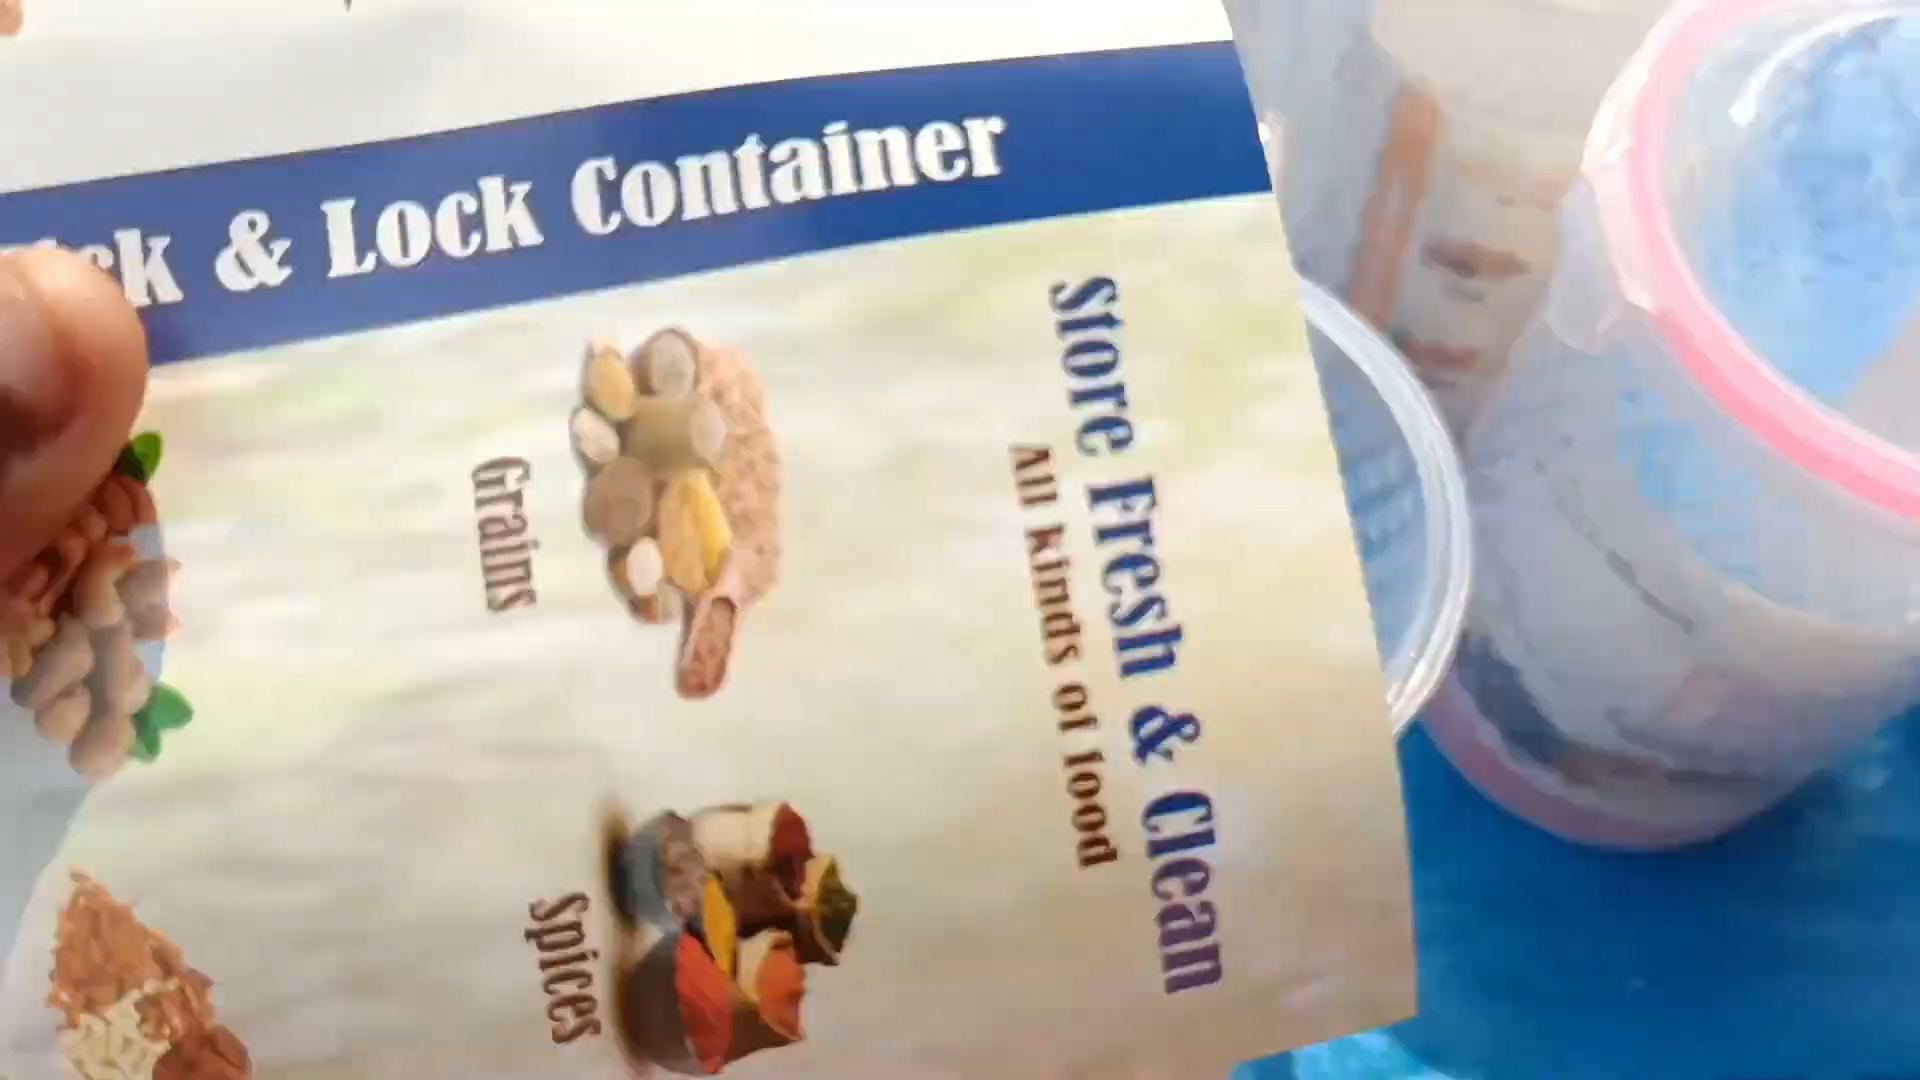 & Lock Container
Store Fresh & Clean
All kinds of food
Grains
Spices